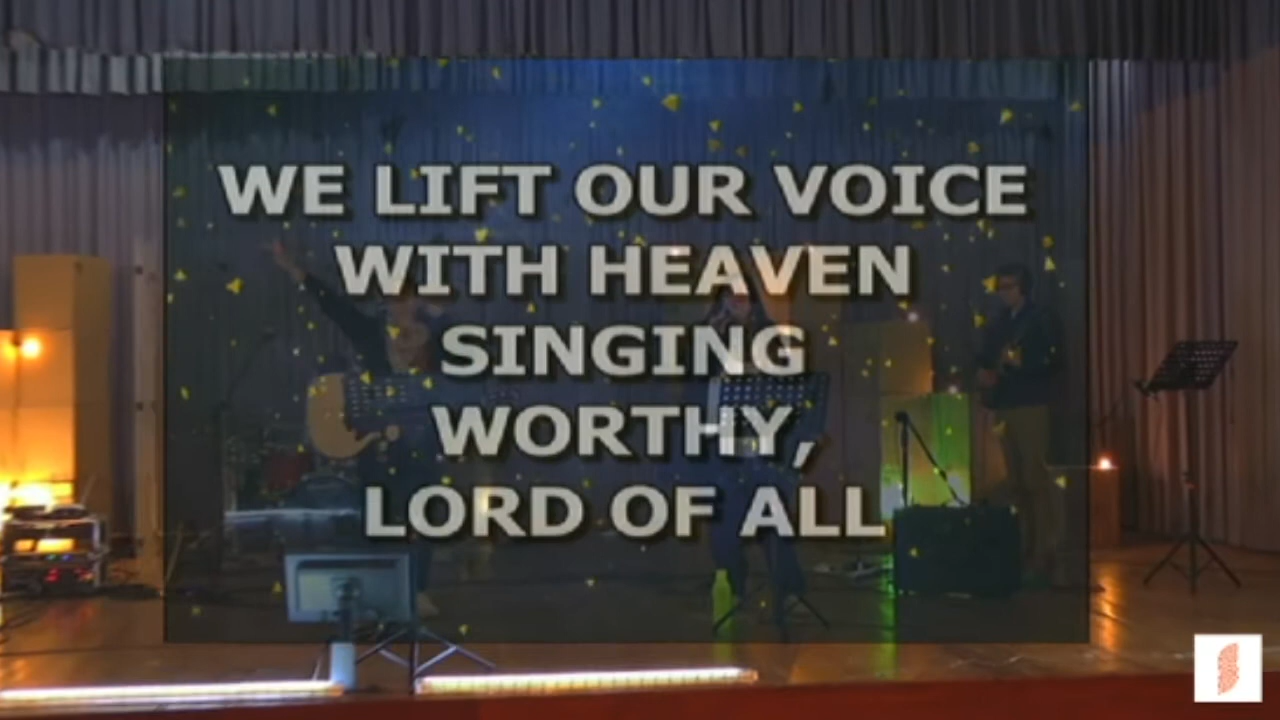 WE LIFT OUR VOICE
WITH HEAVEN
SINGING
WORTHY,
LORD OF ALL